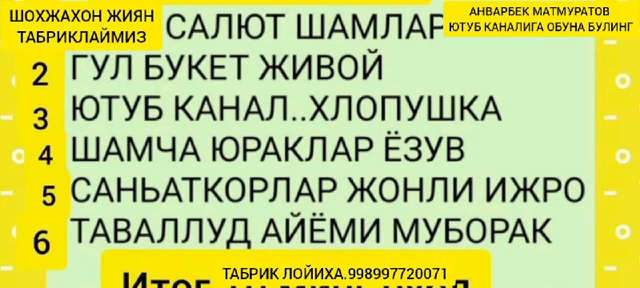 ШОХЖАХОН ЖИЯН
ТАБРИКЛАЙМИЗ
САЛЮТ ШАМЛАР
АНВАРБЕК МАТМУРАТОВ
ЮТУБ КАНАЛИГА ОБУНА БУЛИНГ
2 ГУЛ БУКЕТ ЖИВОЙ
3 ЮТУБ КАНАЛ..ХЛОПУШКА
4 ШАМЧА ЮРАКЛАР ЁЗУВ
5 САНЬАТКОРЛАР ЖОНЛИ ИЖРО
6 ТАВАЛЛУД АЙЁМИ МУБОРАК
ТАБРИК ЛОЙИХА.998997720071
Итог